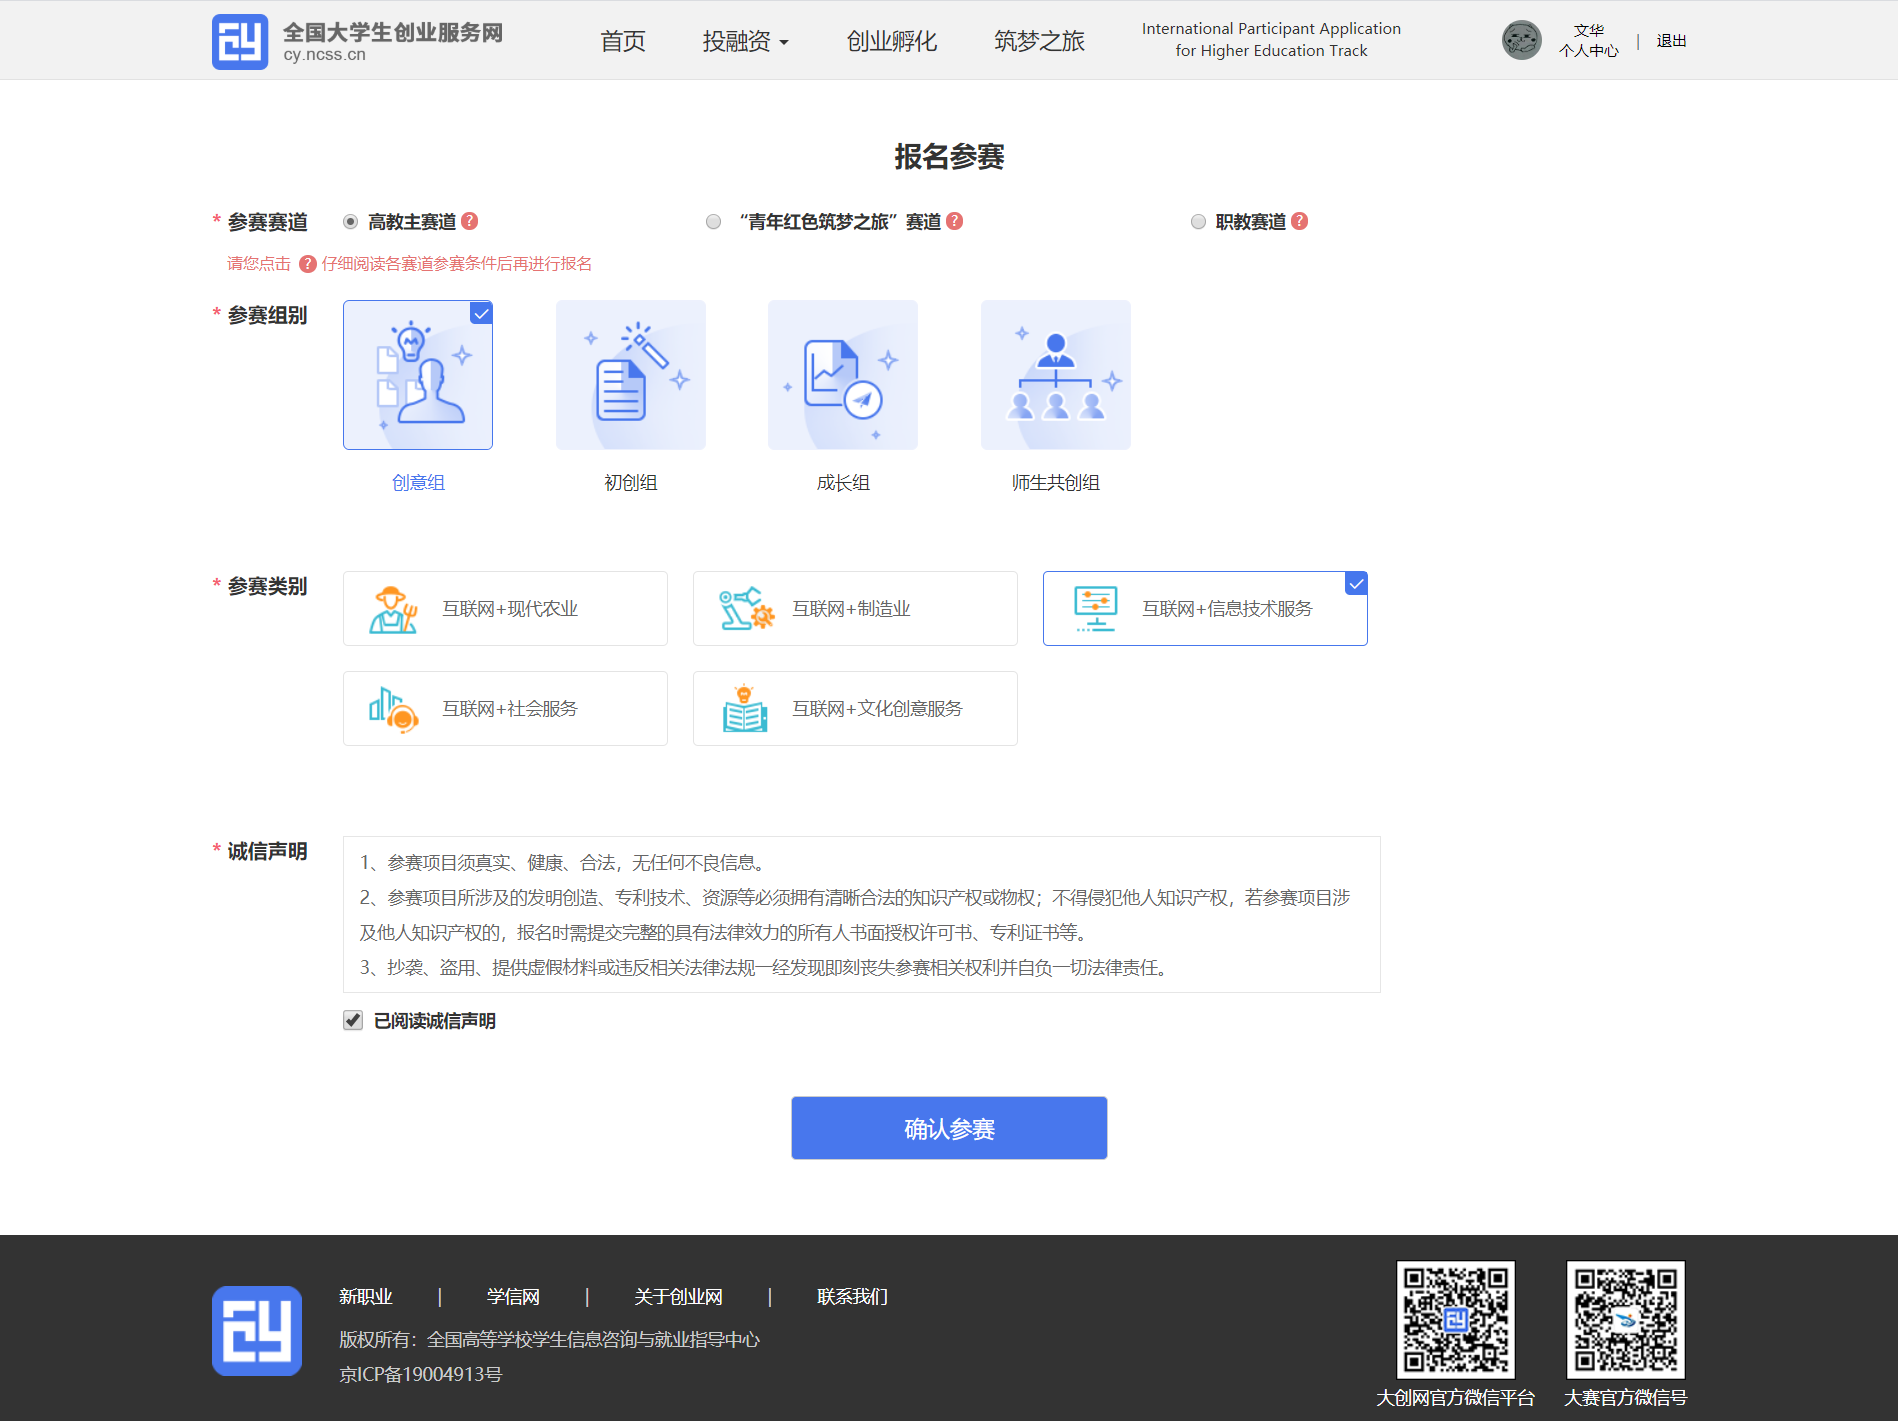 全国大学生创业服务网
cy.ncss.cn
首页
投融资
创业孵化
筑梦之旅
International Participant Application
for Higher Education Track
文华
个人中心
|
退出
报名参赛
* 参赛赛道
高教主赛道 ?
“青年红色筑梦之旅”赛道 ?
职教赛道 ?
请您点击 ? 仔细阅读各赛道参赛条件后再进行报名
* 参赛组别
创意组
初创组
成长组
师生共创组
* 参赛类别
互联网+现代农业
互联网+制造业
互联网+信息技术服务
互联网+社会服务
互联网+文化创意服务
* 诚信声明
1、参赛项目须真实、健康、合法，无任何不良信息。
2、参赛项目所涉及的发明创造、专利技术、资源等必须拥有清晰合法的知识产权或物权；不得侵犯他人知识产权，若参赛项目涉
及他人知识产权的，报名时需提交完整的具有法律效力的所有人书面授权许可书、专利证书等。
3、抄袭、盗用、提供虚假材料或违反相关法律法规一经发现即刻丧失参赛相关权利并自负一切法律责任。
已阅读诚信声明
确认参赛
新职业 | 学信网 | 关于创业网 | 联系我们
版权所有：全国高等学校学生信息咨询与就业指导中心
京ICP备19004913号
大创网官方微信平台
大赛官方微信号